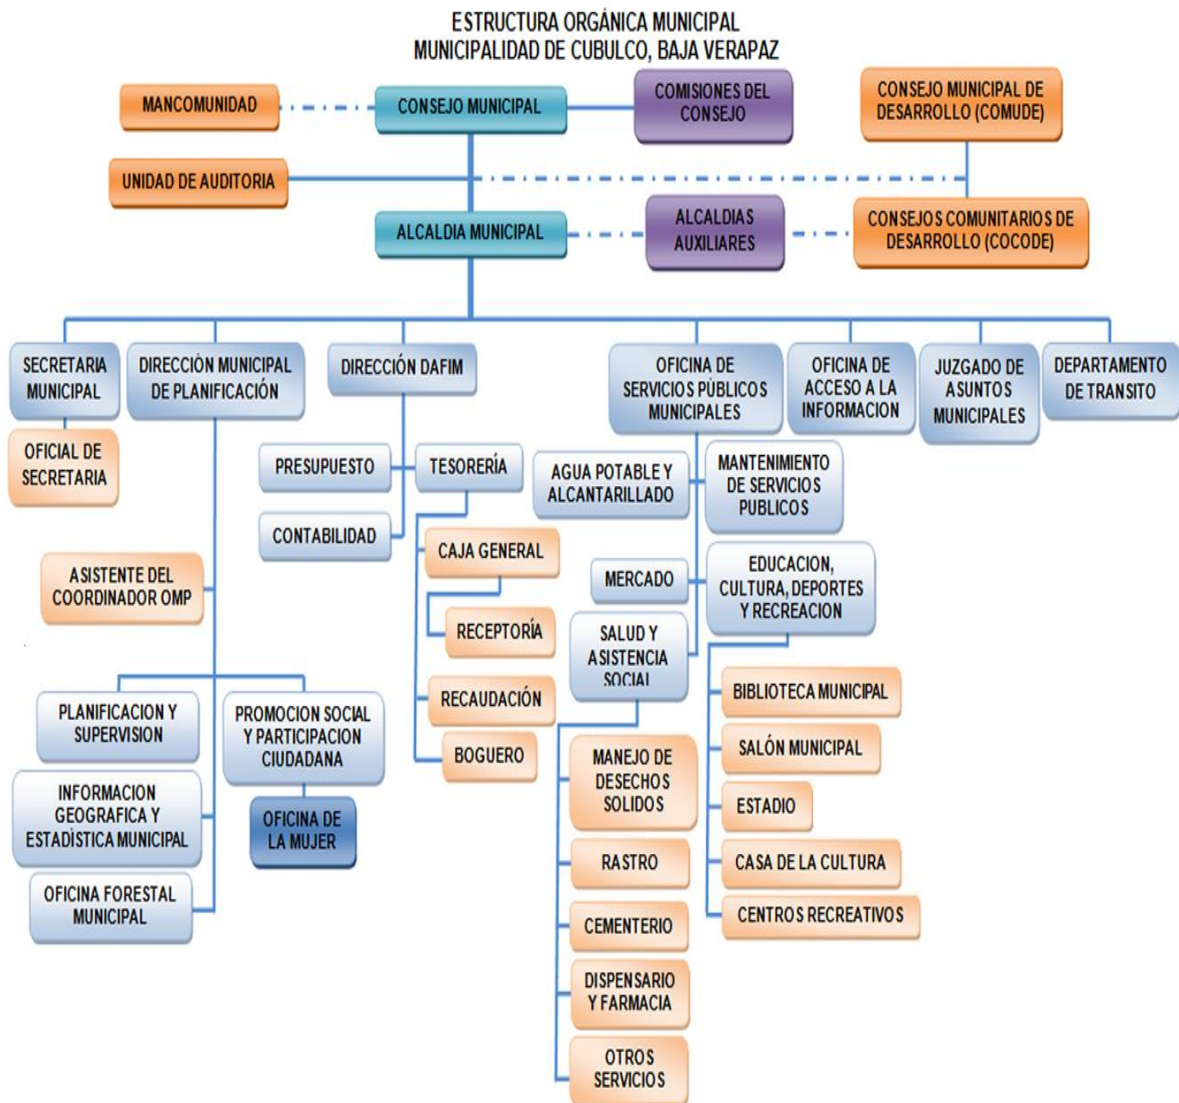 ESTRUCTURA ORGÁNICA MUNICIPAL
MUNICIPALIDAD DE CUBULCO, BAJA VERAPAZ
MANCOMUNIDAD
CONSEJO MUNICIPAL
COMISIONES DEL
CONSEJO
CONSEJO MUNICIPAL DE
DESARROLLO (COMUDE)
UNIDAD DE AUDITORIA
ALCALDIA MUNICIPAL
ALCALDIAS
AUXILIARES
CONSEJOS COMUNITARIOS DE
DESARROLLO (COCODE)
SECRETARIA
MUNICIPAL
DIRECCIÓN MUNICIPAL
DE PLANIFICACIÓN
DIRECCIÓN DAFIM
OFICINA DE
SERVICIOS PÙBLICOS
MUNICIPALES
OFICINA DE
ACCESO A LA
INFORMACION
JUZGADO DE
ASUNTOS
MUNICIPALES
DEPARTAMENTO
DE TRANSITO
OFICIAL DE
SECRETARIA
PRESUPUESTO
TESORERÍA
AGUA POTABLE Y
ALCANTARILLADO
MANTENIMIENTO
DE SERVICIOS
PUBLICOS
CONTABILIDAD
CAJA GENERAL
ASISTENTE DEL
COORDINADOR OMP
MERCADO
EDUCACION,
CULTURA, DEPORTES
Y RECREACION
RECEPTORÍA
SALUD Y
ASISTENCIA
SOCIAL
PLANIFICACION Y
SUPERVISION
PROMOCION SOCIAL
Y PARTICIPACION
CIUDADANA
RECAUDACIÓN
BIBLIOTECA MUNICIPAL
BOGUERO
MANEJO DE
DESECHOS
SOLIDOS
SALÓN MUNICIPAL
INFORMACION
GEOGRAFICA Y
ESTADÌSTICA MUNICIPAL
OFICINA DE
LA MUJER
ESTADIO
RASTRO
CASA DE LA CULTURA
OFICINA FORESTAL
MUNICIPAL
CEMENTERIO
CENTROS RECREATIVOS
DISPENSARIO
Y FARMACIA
OTROS
SERVICIOS